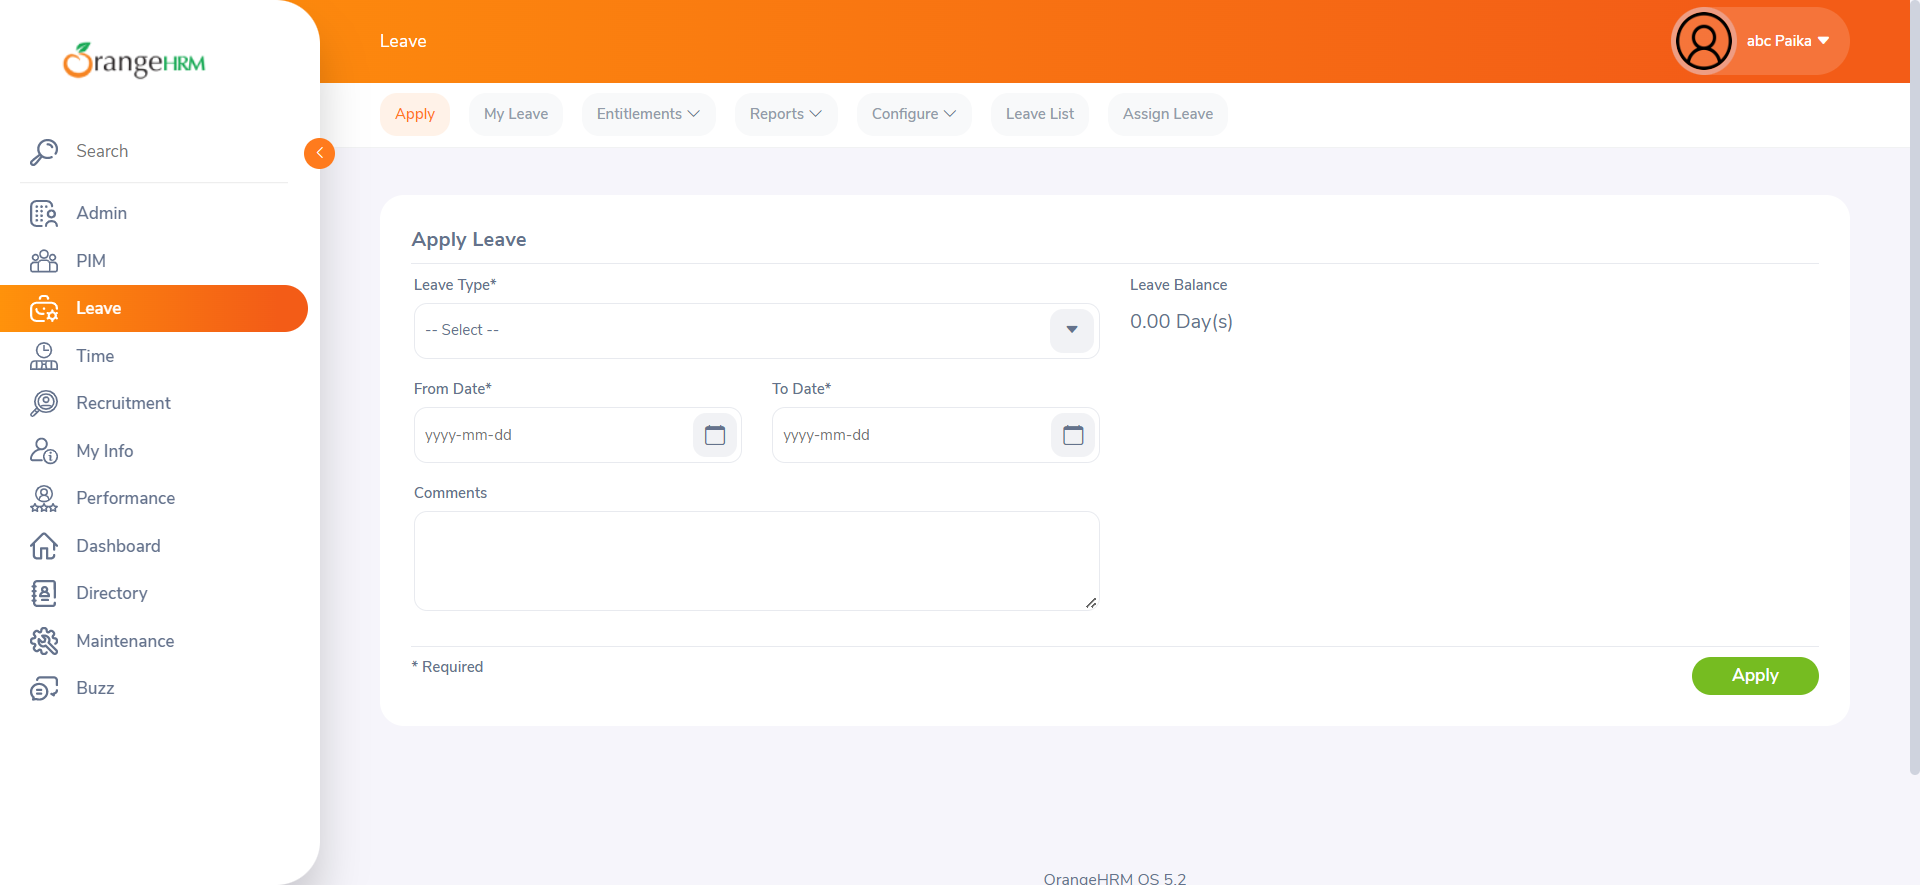 OrangeHRM
Search
Admin
PIM
Leave
Time
Recruitment
My Info
Performance
Dashboard
Directory
Maintenance
Buzz
Leave
abc Paika
Apply
My Leave
Entitlements
Reports
Configure
Leave List
Assign Leave
Apply Leave
Leave Type*
-- Select --
Leave Balance
0.00 Day(s)
From Date*
yyyy-mm-dd
To Date*
yyyy-mm-dd
Comments
* Required
Apply
OrangeHRM OS 5.2